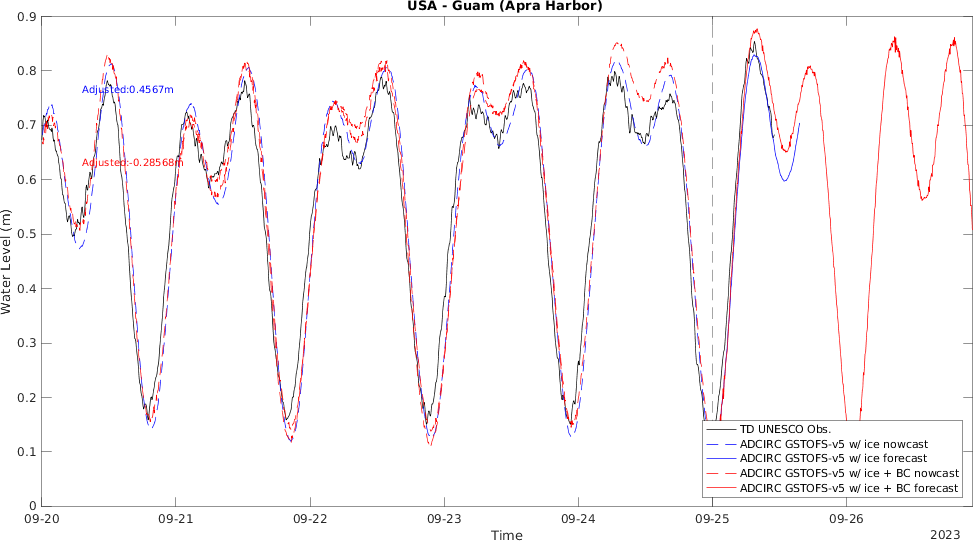 USA - Guam (Apra Harbor)
0.9
0.8
0.7
0.6
0.5
0.4
0.3
0.2
0.1
0
Water Level (m)
Adjusted:0.4567m
Adjusted:-0.28568m
TD UNESCO Obs.
ADCIRC GSTOFS-v5 w/ ice nowcast
ADCIRC GSTOFS-v5 w/ ice forecast
ADCIRC GSTOFS-v5 w/ ice + BC nowcast
ADCIRC GSTOFS-v5 w/ ice + BC forecast
09-20 09-21 09-22 09-23 09-24 09-25 09-26
Time
2023